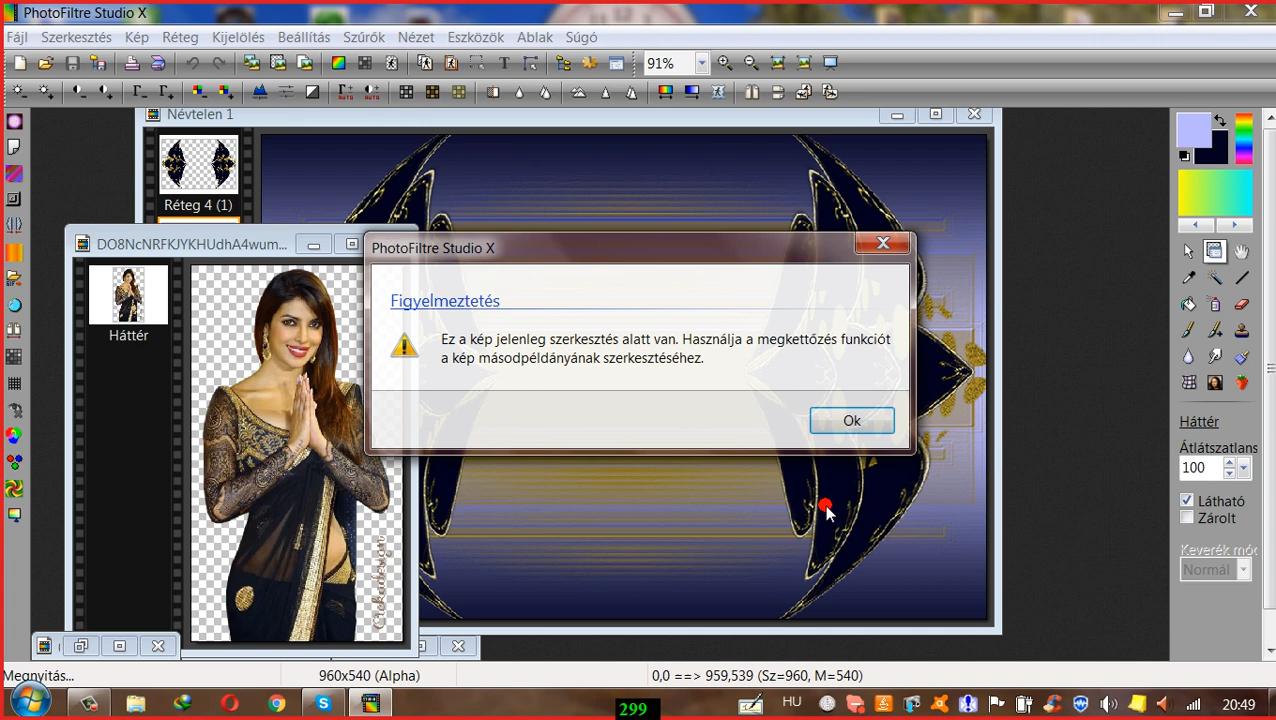 PhotoFiltre Studio X
Fájl Szerkesztés Kép Réteg Kijelölés Beállítás Szűrők Nézet Eszközök Ablak Súgó
91%
Névtelen 1
Réteg 4 (1)
DO8NcNRFKJYKHUdhA4wum...
Háttér
PhotoFiltre Studio X
Figyelmeztetés
Ez a kép jelenleg szerkesztés alatt van. Használja a megkettőzés funkciót
a kép másodpéldányának szerkesztéséhez.
Ok
Háttér
Átlátszatlans
100
Látható
Zárolt
Keverék mód
Normál
Megnyitás...
960x540 (Alpha)
0,0 ==> 959,539 (Sz=960, M=540)
299
HU
20:49